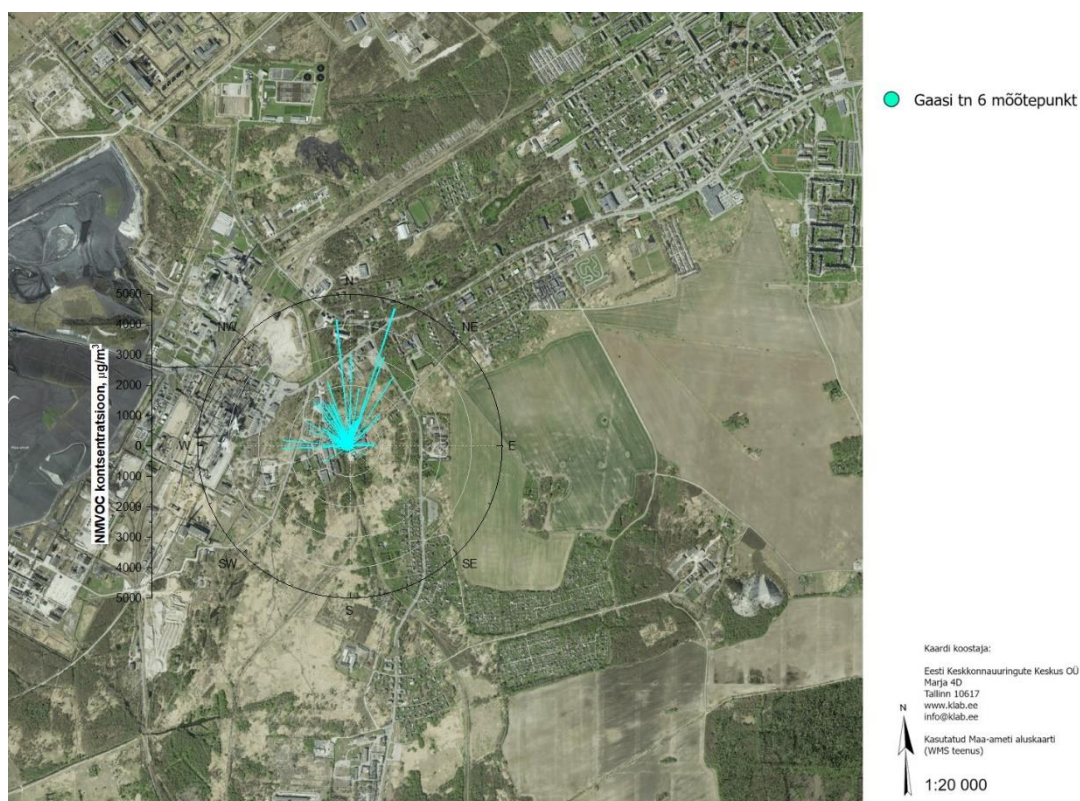 Gaasi tn 6 mõõtepunkt
N
NE
E
SE
S
SW
W
NW
5000
4000
3000
2000
1000
0
1000
2000
3000
4000
5000
NMVOC kontsentratsioon, µg/m³
Kaardi koostaja:
Eesti Keskkonnauuringute Keskus OÜ
Marja 4D
Tallinn 10617
www.klab.ee
info@klab.ee
Kasutatud Maa-ameti aluskaarti
(WMS teenus)
N
1:20 000